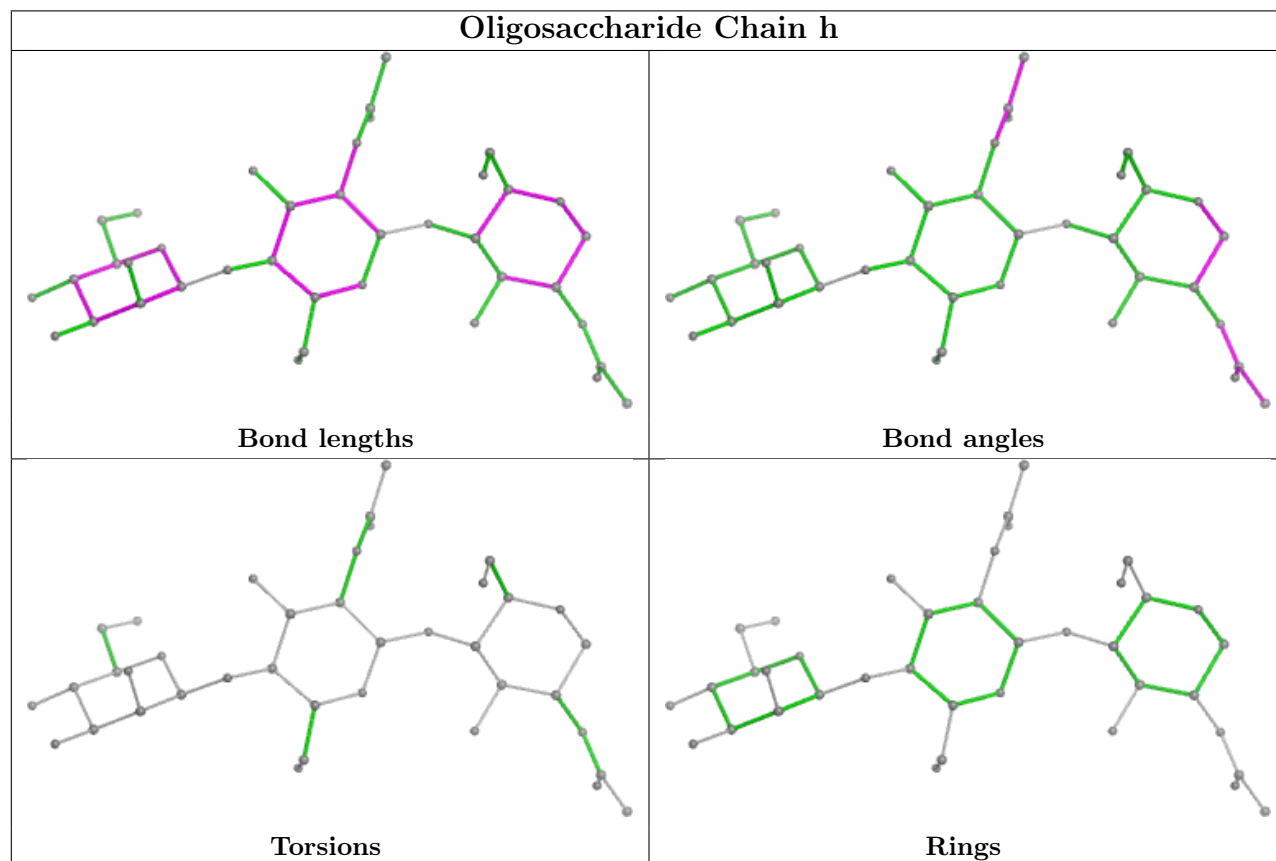 Oligosaccharide Chain h
Bond lengths
Bond angles
Torsions
Rings